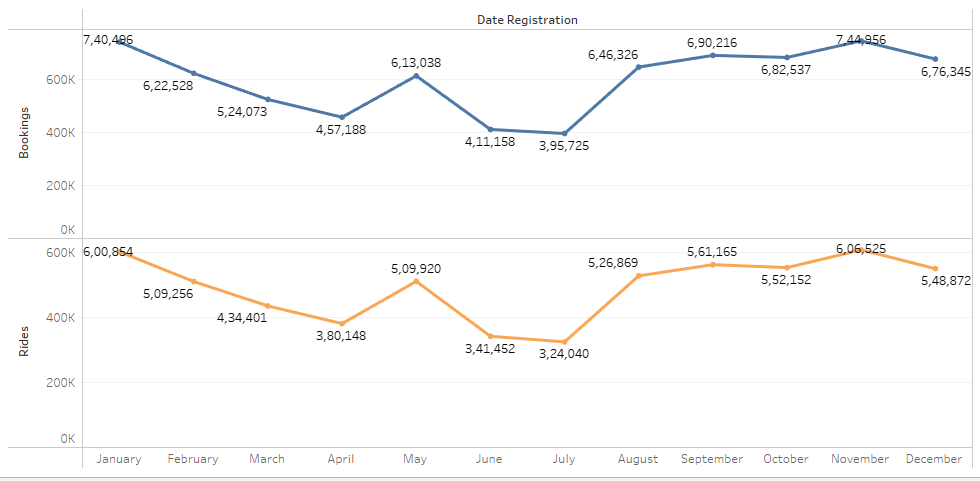 Date Registration
Bookings
600K
400K
200K
0K
7,40,496
6,22,528
5,24,073
4,57,188
6,13,038
4,11,158
3,95,725
6,46,326
6,90,216
6,82,537
7,44,956
6,76,345
Rides
600K
400K
200K
0K
6,00,854
5,09,256
4,34,401
3,80,148
5,09,920
3,41,452
3,24,040
5,26,869
5,61,165
5,52,152
6,06,525
5,48,872
January February March April May June July August September October November December